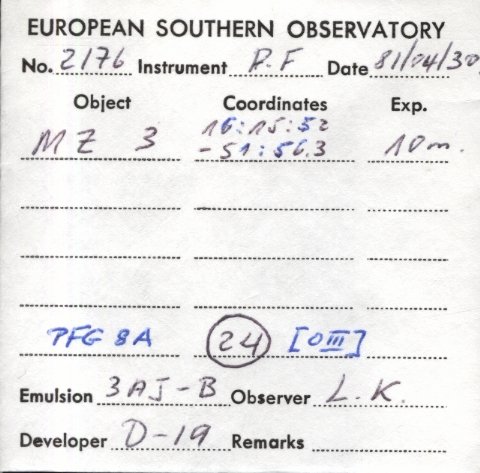 EUROPEAN SOUTHERN OBSERVATORY
No. 2176 Instrument P.F Date 81/04/30
Object Coordinates Exp.
16:15:52
MZ 3 -51:56.3 10m.
PFG 8A 24 [OIII]
Emulsion 3AJ-B Observer L.K.
Developer D-19 Remarks